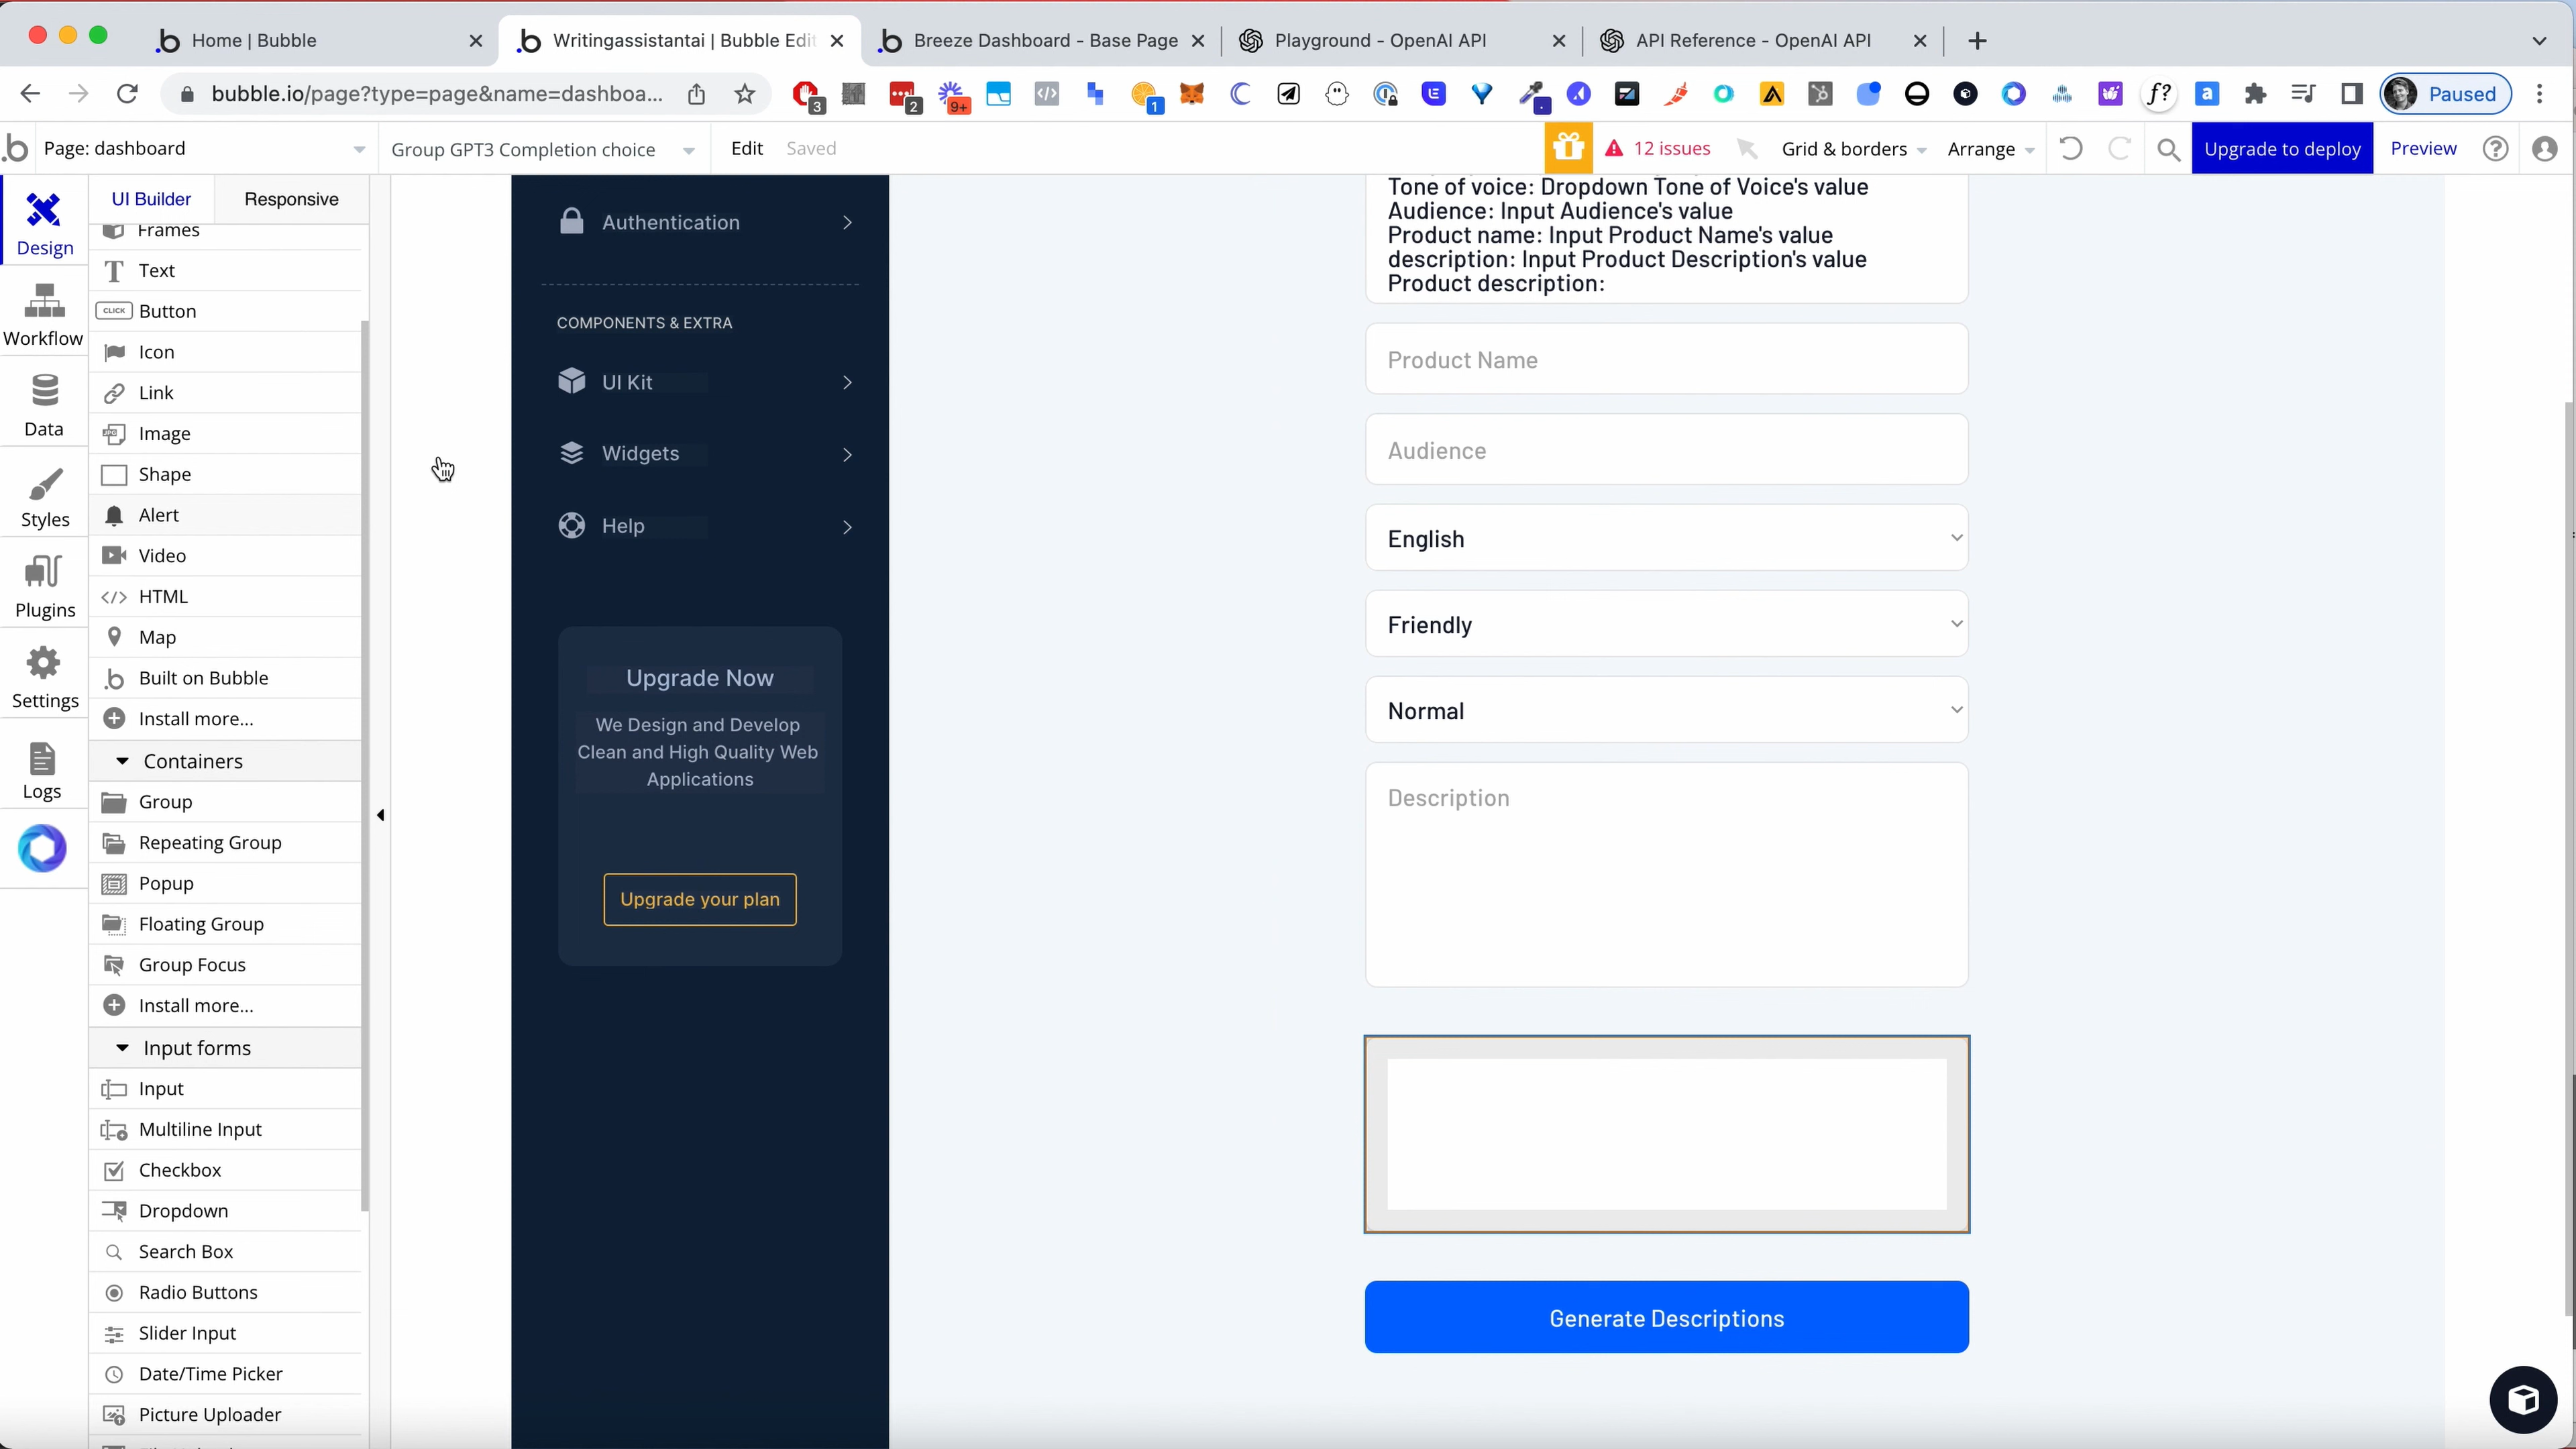 Home | Bubble
Writingassistantai | Bubble Edit
Breeze Dashboard - Base Page
Playground - OpenAI API
API Reference - OpenAI API
bubble.io/page?type=page&name=dashboa...
3
2
9+
1
f?
a
Paused
Page: dashboard
Group GPT3 Completion choice
Edit
Saved
12 issues
Grid & borders
Arrange
Upgrade to deploy
Preview
Design
Workflow
Data
Styles
Plugins
Settings
Logs
UI Builder
Responsive
Frames
Text
CLICK Button
Icon
Link
Image
Shape
Alert
Video
HTML
Map
Built on Bubble
Install more...
Containers
Group
Repeating Group
Popup
Floating Group
Group Focus
Install more...
Input forms
Input
Multiline Input
Checkbox
Dropdown
Search Box
Radio Buttons
Slider Input
Date/Time Picker
Picture Uploader
Authentication
COMPONENTS & EXTRA
UI Kit
Widgets
Help
Upgrade Now
We Design and Develop
Clean and High Quality Web
Applications
Upgrade your plan
Tone of voice: Dropdown Tone of Voice's value
Audience: Input Audience's value
Product name: Input Product Name's value
description: Input Product Description's value
Product description:
Product Name
Audience
English
Friendly
Normal
Description
Generate Descriptions